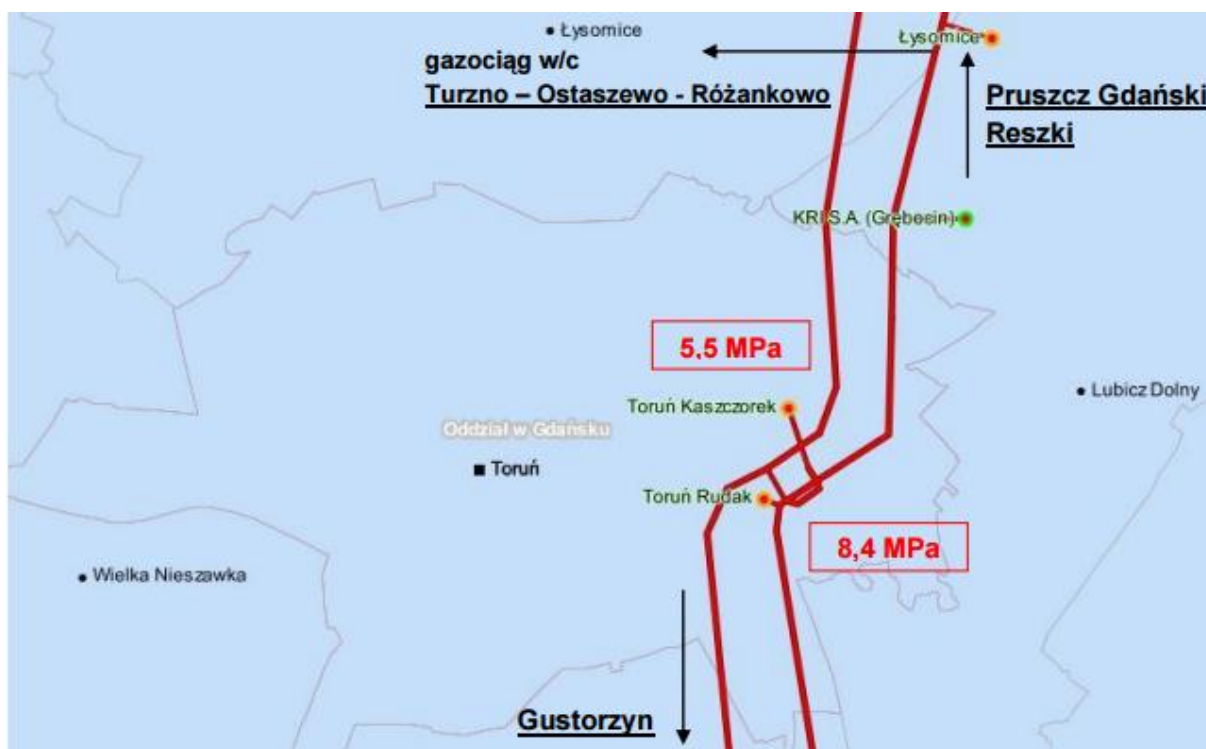 Łysomice
Łysomice
gazociąg w/c
Turzno – Ostaszewo - Różankowo
Pruszcz Gdański
Reszki
KRI S.A. (Grębocin)
5,5 MPa
Toruń Kaszczorek
Lubicz Dolny
Oddział w Gdańsku
Toruń
Toruń Rudak
8,4 MPa
Wielka Nieszawka
Gustorzyn